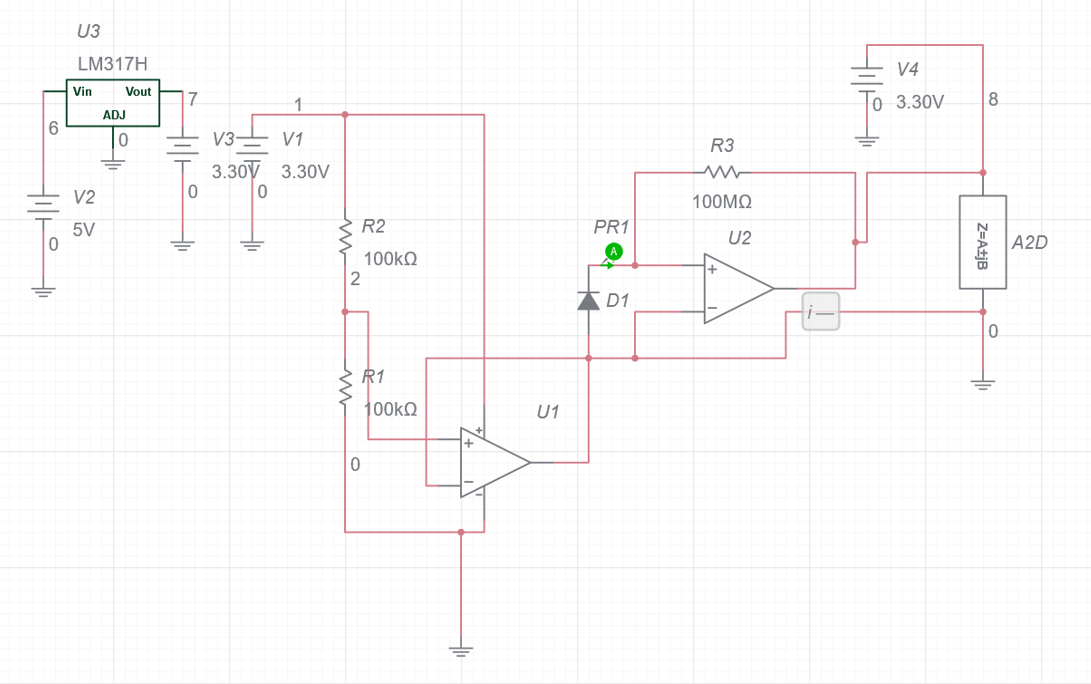 U3
LM317H
Vin
Vout
ADJ
6
7
0
V2
5V
0
V3
3.30V
0
1
V1
3.30V
0
R2
100kΩ
2
R1
100kΩ
0
U1
+
+
−
−
PR1
A
D1
R3
100MΩ
U2
+
−
i
V4
3.30V
0
8
Z=A±jB
A2D
0